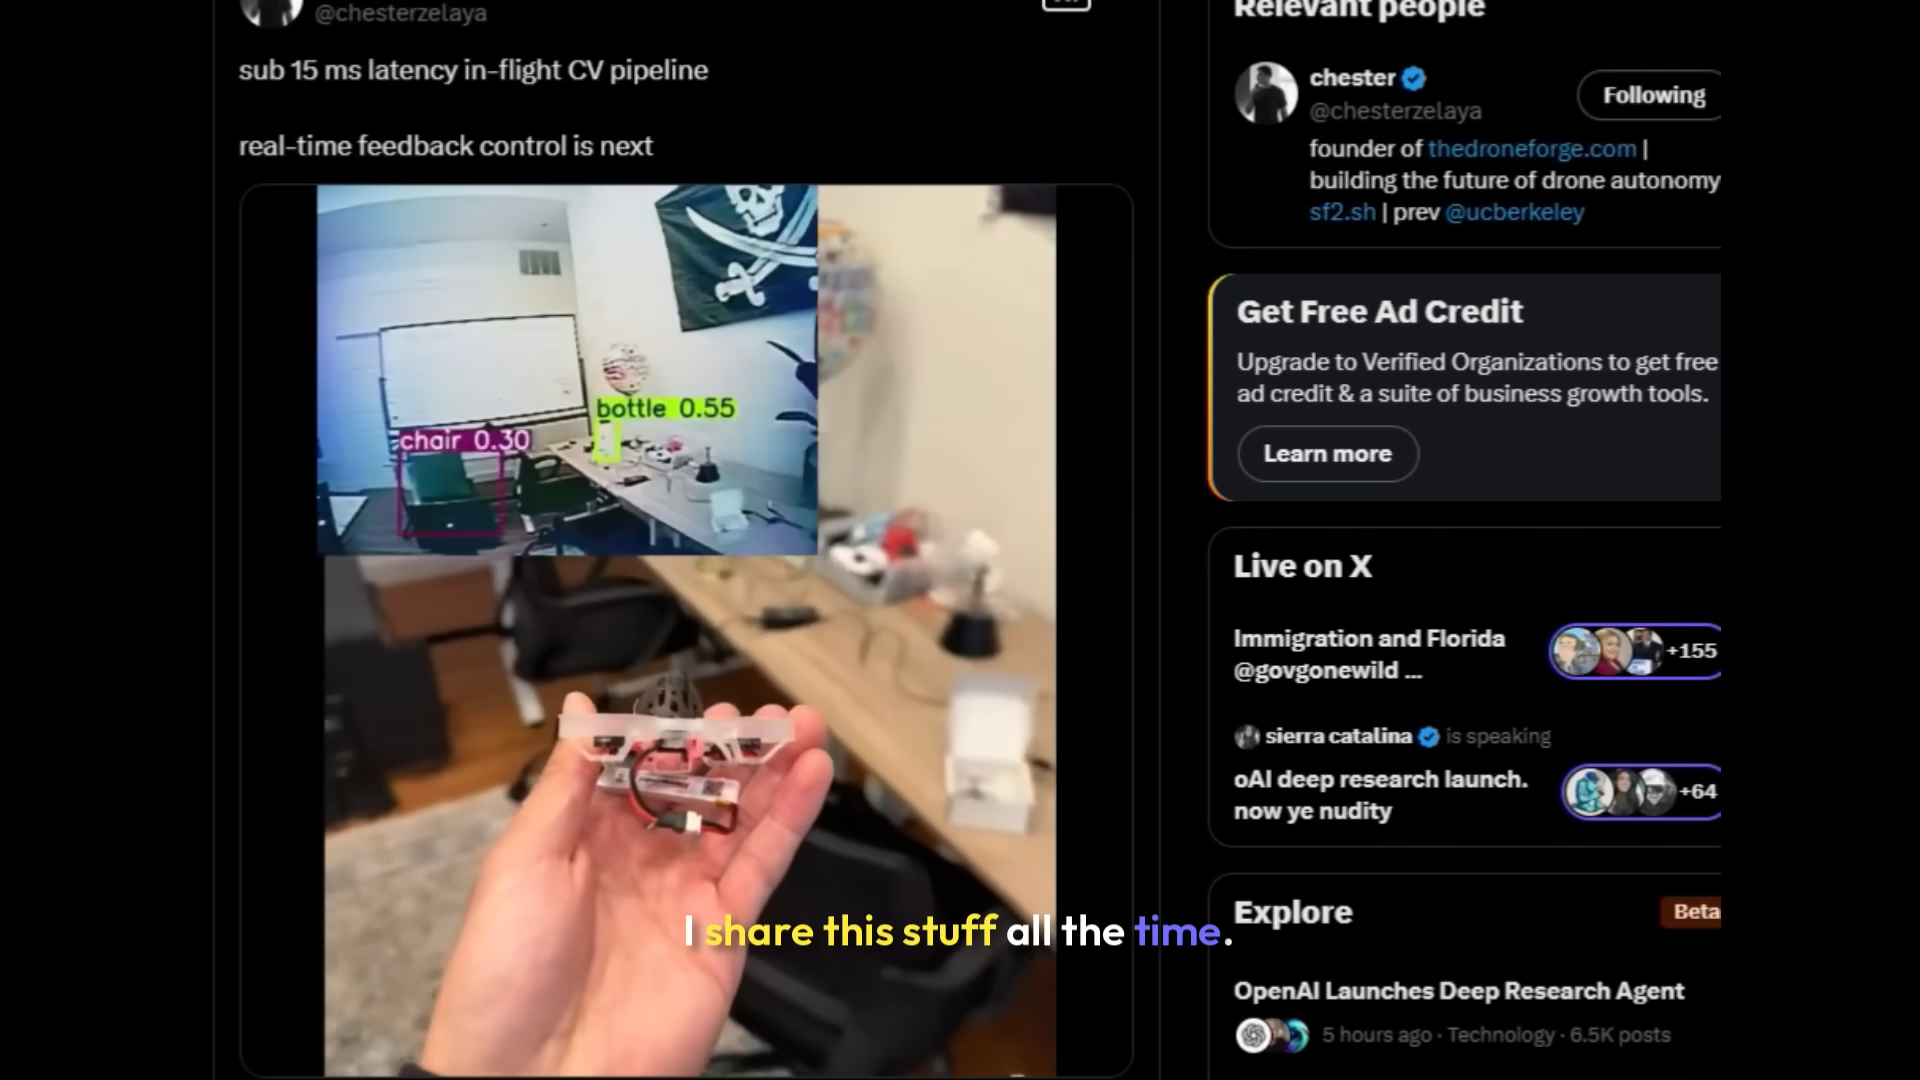 @chesterzelaya
sub 15 ms latency in-flight CV pipeline
real-time feedback control is next
bottle 0.55
chair 0.30
I share this stuff all the time.
Relevant people
chester
Following
@chesterzelaya
founder of thedroneforge.com |
building the future of drone autonomy
sf2.sh | prev @ucberkeley
Get Free Ad Credit
Upgrade to Verified Organizations to get free
ad credit & a suite of business growth tools.
Learn more
Live on X
Immigration and Florida
@govgonewild ...
+155
sierra catalina is speaking
oAI deep research launch.
now ye nudity
+64
Explore
Beta
OpenAI Launches Deep Research Agent
5 hours ago · Technology · 6.5K posts